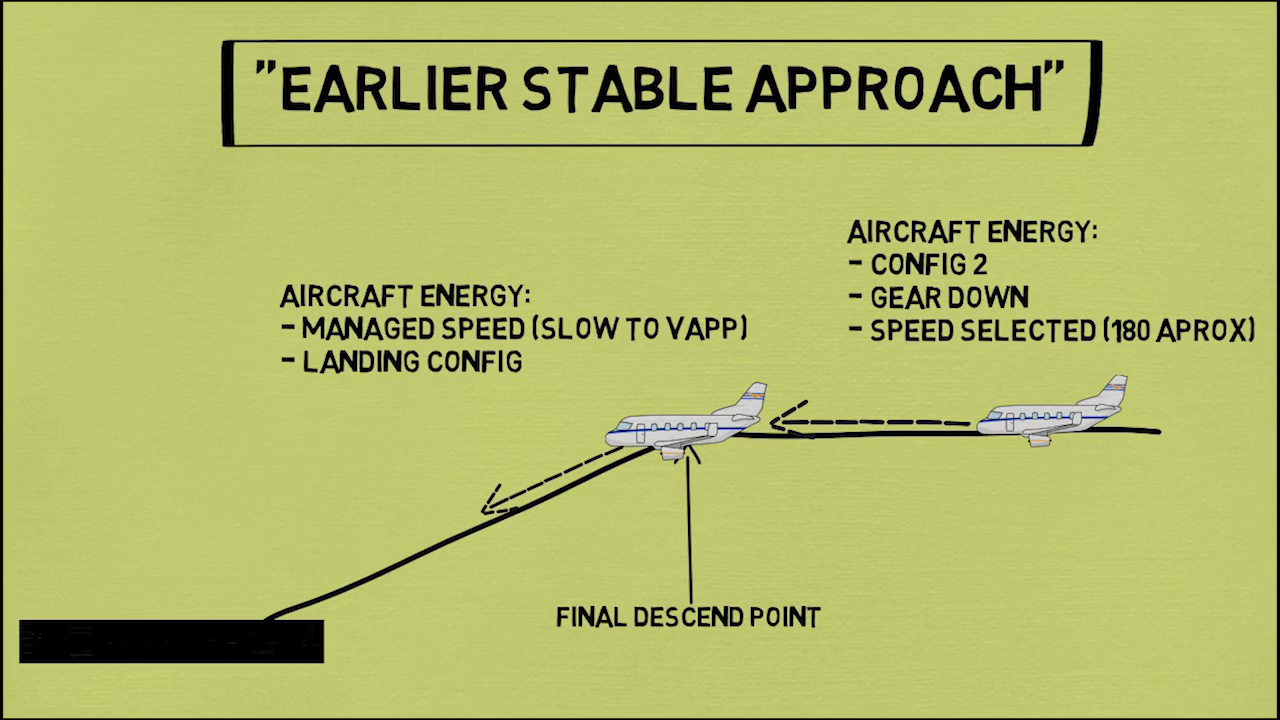 "EARLIER STABLE APPROACH"
AIRCRAFT ENERGY:
- CONFIG 2
- GEAR DOWN
- SPEED SELECTED (180 APROX)
AIRCRAFT ENERGY:
- MANAGED SPEED (SLOW TO VAPP)
- LANDING CONFIG
FINAL DESCEND POINT